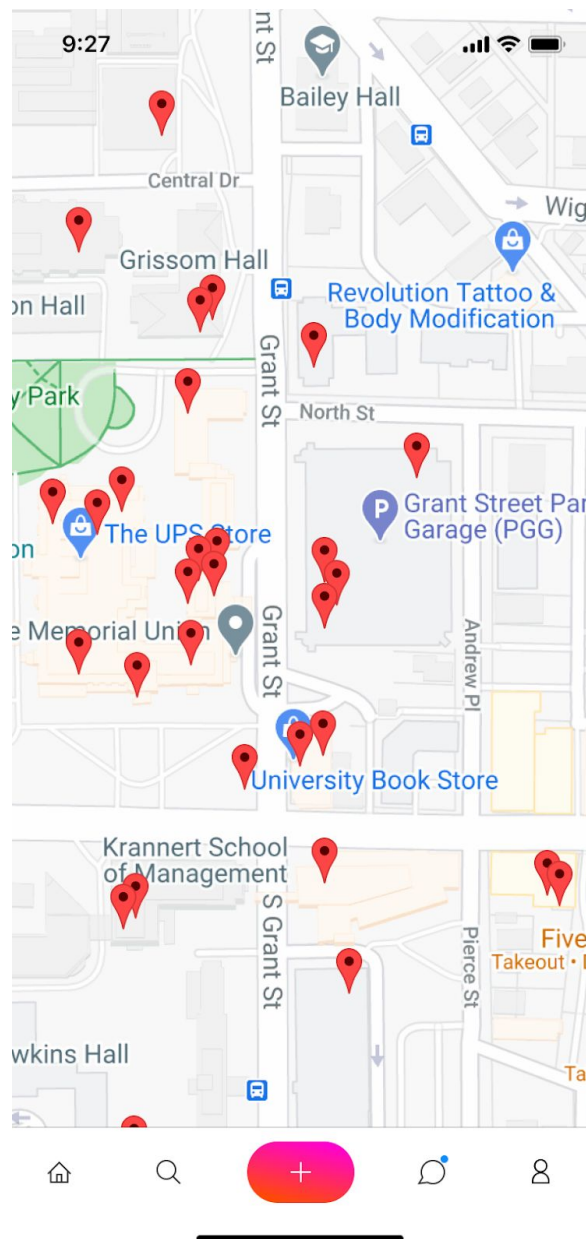 9:27
nt St
Bailey Hall
Central Dr
Wig
Grissom Hall
on Hall
Revolution Tattoo &
Body Modification
Grant St
y Park
North St
P
Grant Street Par
Garage (PGG)
The UPS Store
on
e Memorial Union
Grant St
Andrew Pl
University Book Store
Krannert School
of Management
S Grant St
Pierce St
Five
Takeout •
wkins Hall
Ta